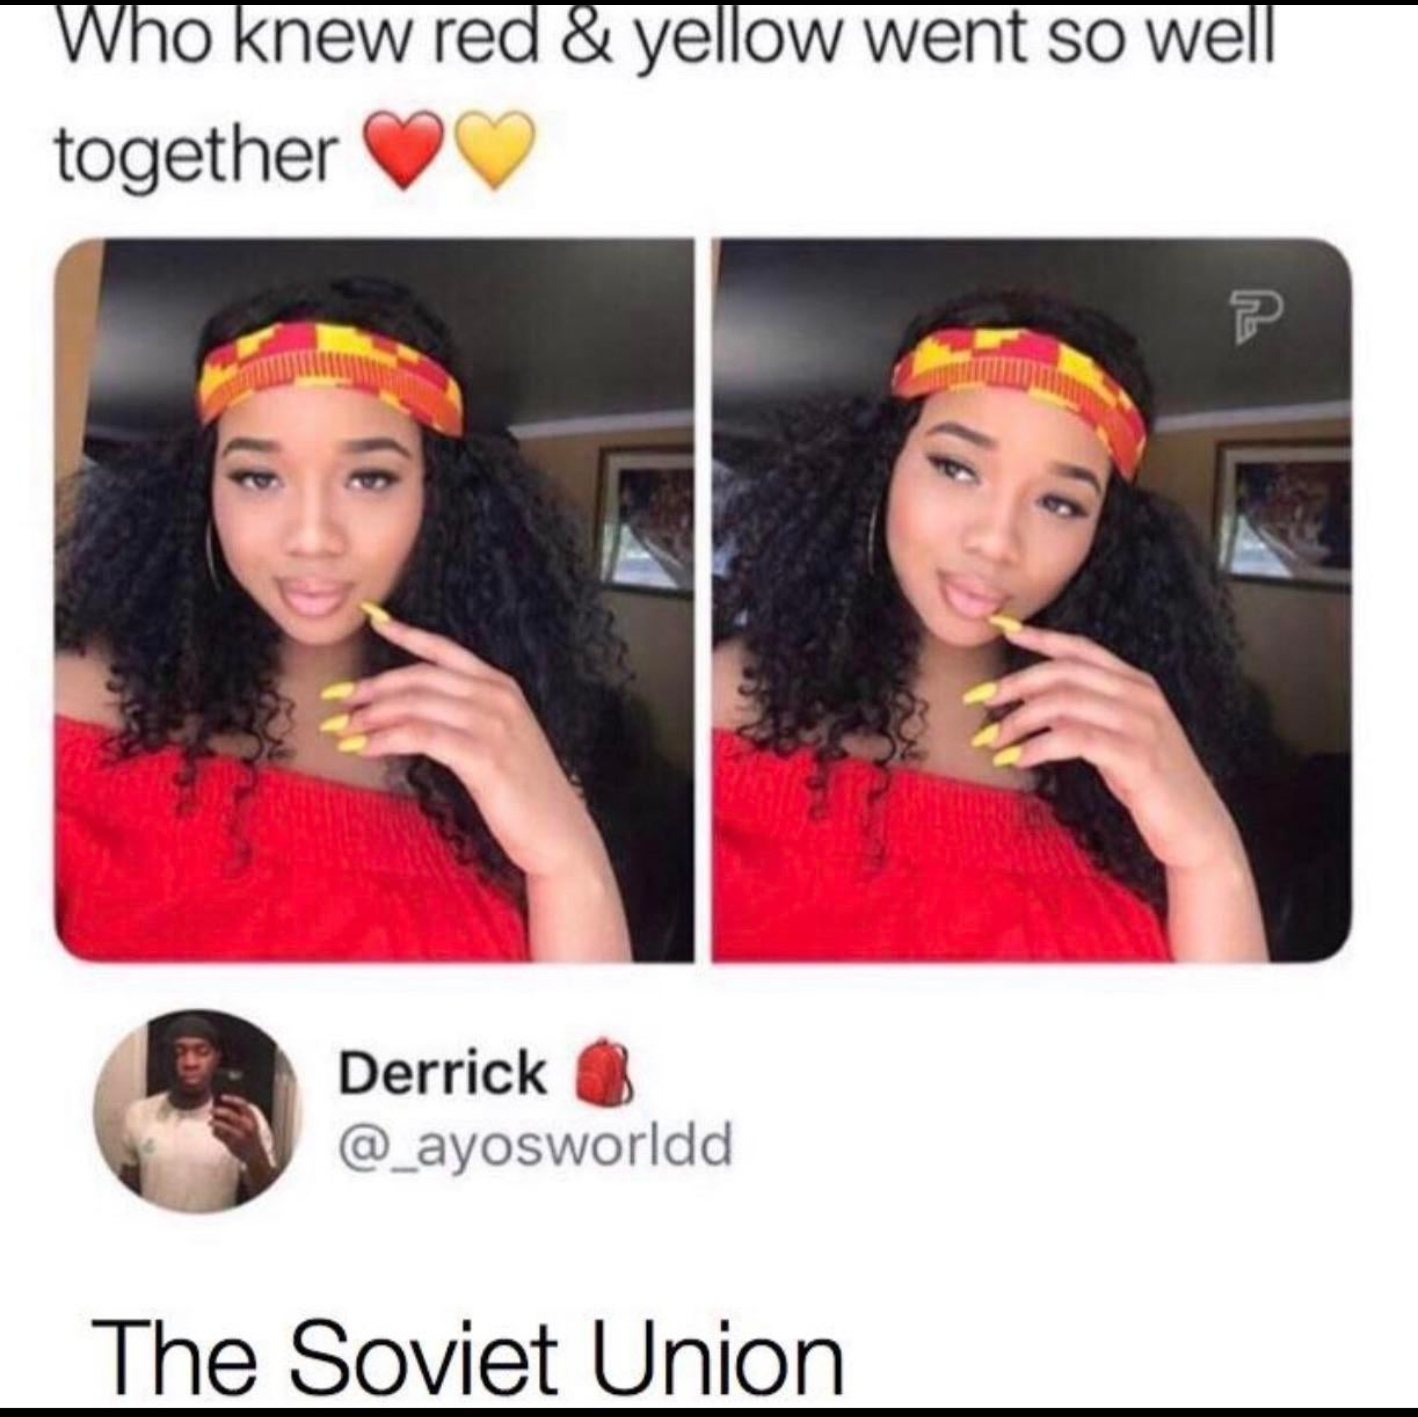 Who knew red & yellow went so well
together ❤️💛
Derrick 🎒
@_ayosworldd
The Soviet Union